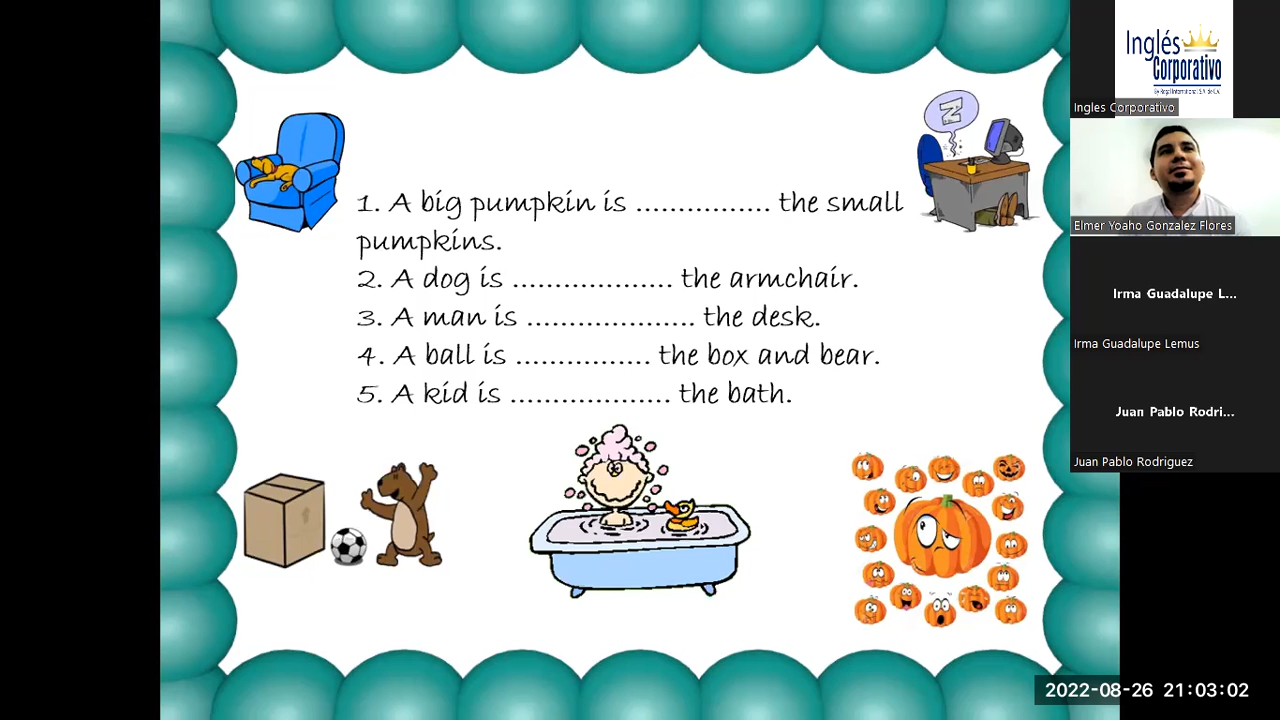 1. A big pumpkin is ................ the small
pumpkins.
2. A dog is ................... the armchair.
3. A man is .................... the desk.
4. A ball is ................ the box and bear.
5. A kid is ................... the bath.
Z
Inglés
Corporativo
Ingles Corporativo
Elmer Yoaho Gonzalez Flores
Irma Guadalupe L...
Irma Guadalupe Lemus
Juan Pablo Rodri...
Juan Pablo Rodriguez
2022-08-26 21:03:02